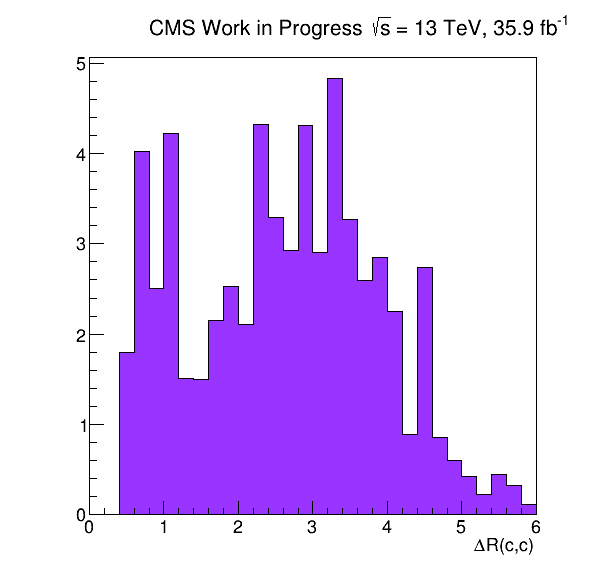 CMS Work in Progress √s = 13 TeV, 35.9 fb⁻¹
5
4
3
2
1
0
0 1 2 3 4 5 6
ΔR(c,c)